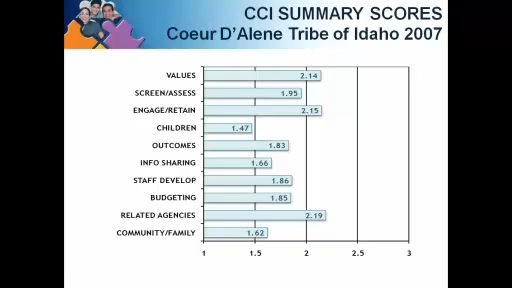 CCI SUMMARY SCORES
Coeur D'Alene Tribe of Idaho 2007
VALUES 2.14
SCREEN/ASSESS 1.95
ENGAGE/RETAIN 2.15
CHILDREN 1.47
OUTCOMES 1.83
INFO SHARING 1.66
STAFF DEVELOP 1.86
BUDGETING 1.85
RELATED AGENCIES 2.19
COMMUNITY/FAMILY 1.62
1 1.5 2 2.5 3